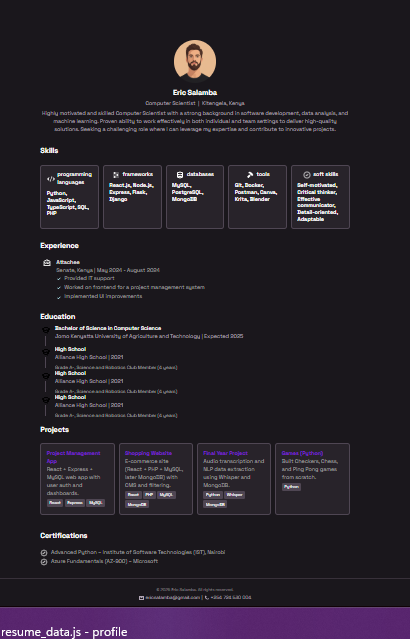 Eric Salamba
Computer Scientist | Kitengela, Kenya
Highly motivated and skilled Computer Scientist with a strong background in software development, data analysis, and
machine learning. Proven ability to work effectively in both individual and team settings to deliver high-quality
solutions. Seeking a challenging role where I can leverage my expertise and contribute to innovative projects.
Skills
programming
languages
Python,
JavaScript,
TypeScript, SQL,
PHP
frameworks
React.js, Node.js,
Express, Flask,
Django
databases
MySQL,
PostgreSQL,
MongoDB
tools
Git, Docker,
Postman, Canva,
Krita, Blender
soft skills
Self-motivated,
Critical thinker,
Effective
communicator,
Detail-oriented,
Adaptable
Experience
Attachee
Senate, Kenya | May 2024 - August 2024
Provided IT support
Worked on frontend for a project management system
Implemented UI improvements
Education
Bachelor of Science in Computer Science
Jomo Kenyatta University of Agriculture and Technology | Expected 2025
High School
Alliance High School | 2021
Grade A-, Science and Robotics Club Member (4 years)
High School
Alliance High School | 2021
Grade A-, Science and Robotics Club Member (4 years)
High School
Alliance High School | 2021
Grade A-, Science and Robotics Club Member (4 years)
Projects
Project Management
App
React + Express +
MySQL web app with
user auth and
dashboards.
React Express MySQL
Shopping Website
E-commerce site
(React + PHP + MySQL,
later MongoDB) with
CMS and filtering.
React PHP MySQL
MongoDB
Final Year Project
Audio transcription and
NLP data extraction
using Whisper and
MongoDB.
Python Whisper
MongoDB
Games (Python)
Built Checkers, Chess,
and Ping Pong games
from scratch.
Python
Certifications
Advanced Python – Institute of Software Technologies (IST), Nairobi
Azure Fundamentals (AZ-900) – Microsoft
© 2025 Eric Salamba. All rights reserved.
ericsalamba@gmail.com | +254 784 630 004
resume_data.js - profile